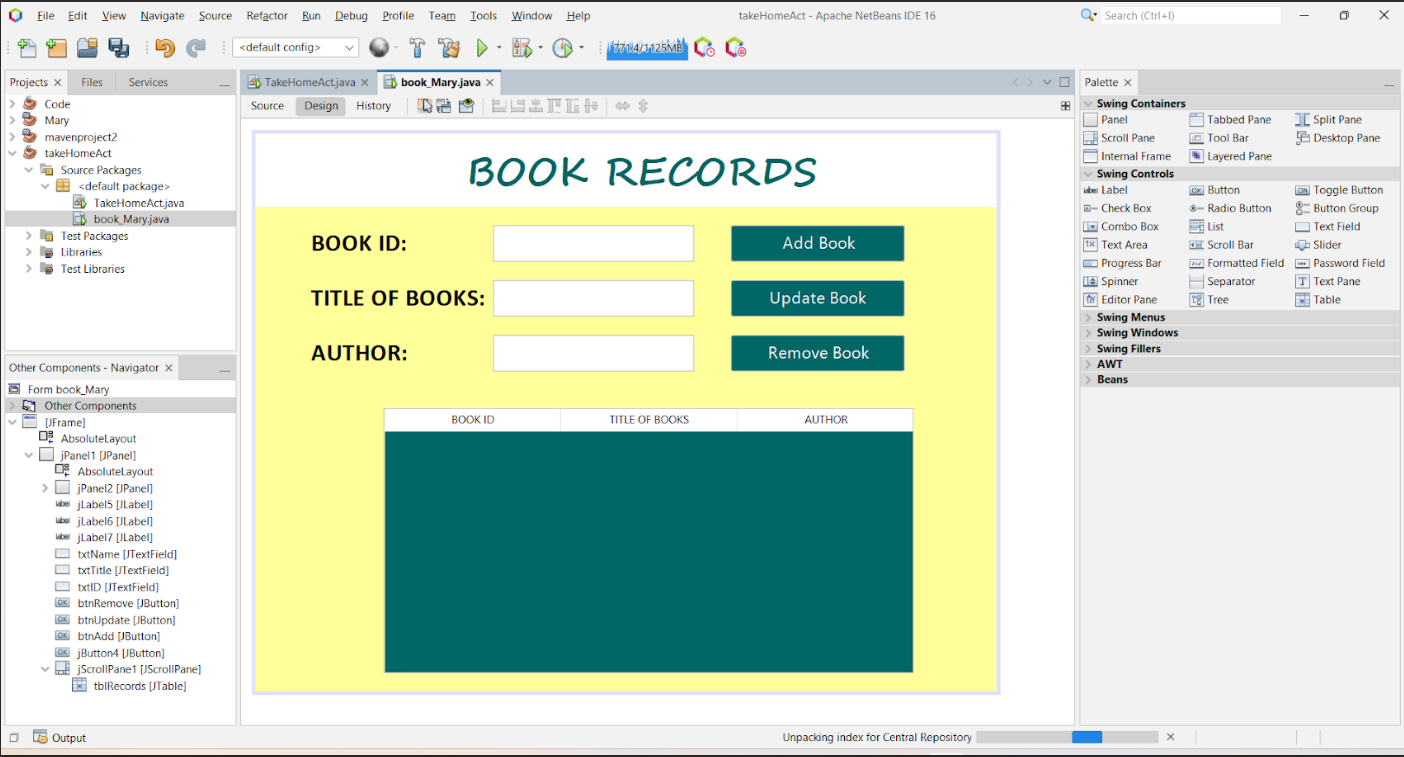 File Edit View Navigate Source Refactor Run Debug Profile Team Tools Window Help takeHomeAct - Apache NetBeans IDE 16 Search (Ctrl+I)
<default config> 771.4/1125MB
Projects Files Services
Code
Mary
mavenproject2
takeHomeAct
Source Packages
<default package>
TakeHomeAct.java
book_Mary.java
Test Packages
Libraries
Test Libraries
Other Components - Navigator
Form book_Mary
Other Components
[JFrame]
AbsoluteLayout
jPanel1 [JPanel]
AbsoluteLayout
jPanel2 [JPanel]
jLabel5 [JLabel]
jLabel6 [JLabel]
jLabel7 [JLabel]
txtName [JTextField]
txtTitle [JTextField]
txtID [JTextField]
btnRemove [JButton]
btnUpdate [JButton]
btnAdd [JButton]
jButton4 [JButton]
jScrollPane1 [JScrollPane]
tblRecords [JTable]
TakeHomeAct.java book_Mary.java
Source Design History
BOOK RECORDS
BOOK ID: Add Book
TITLE OF BOOKS: Update Book
AUTHOR: Remove Book
BOOK ID TITLE OF BOOKS AUTHOR
Palette
Swing Containers
Panel Tabbed Pane Split Pane
Scroll Pane Tool Bar Desktop Pane
Internal Frame Layered Pane
Swing Controls
Label Button Toggle Button
Check Box Radio Button Button Group
Combo Box List Text Field
Text Area Scroll Bar Slider
Progress Bar Formatted Field Password Field
Spinner Separator Text Pane
Editor Pane Tree Table
Swing Menus
Swing Windows
Swing Fillers
AWT
Beans
Output Unpacking index for Central Repository